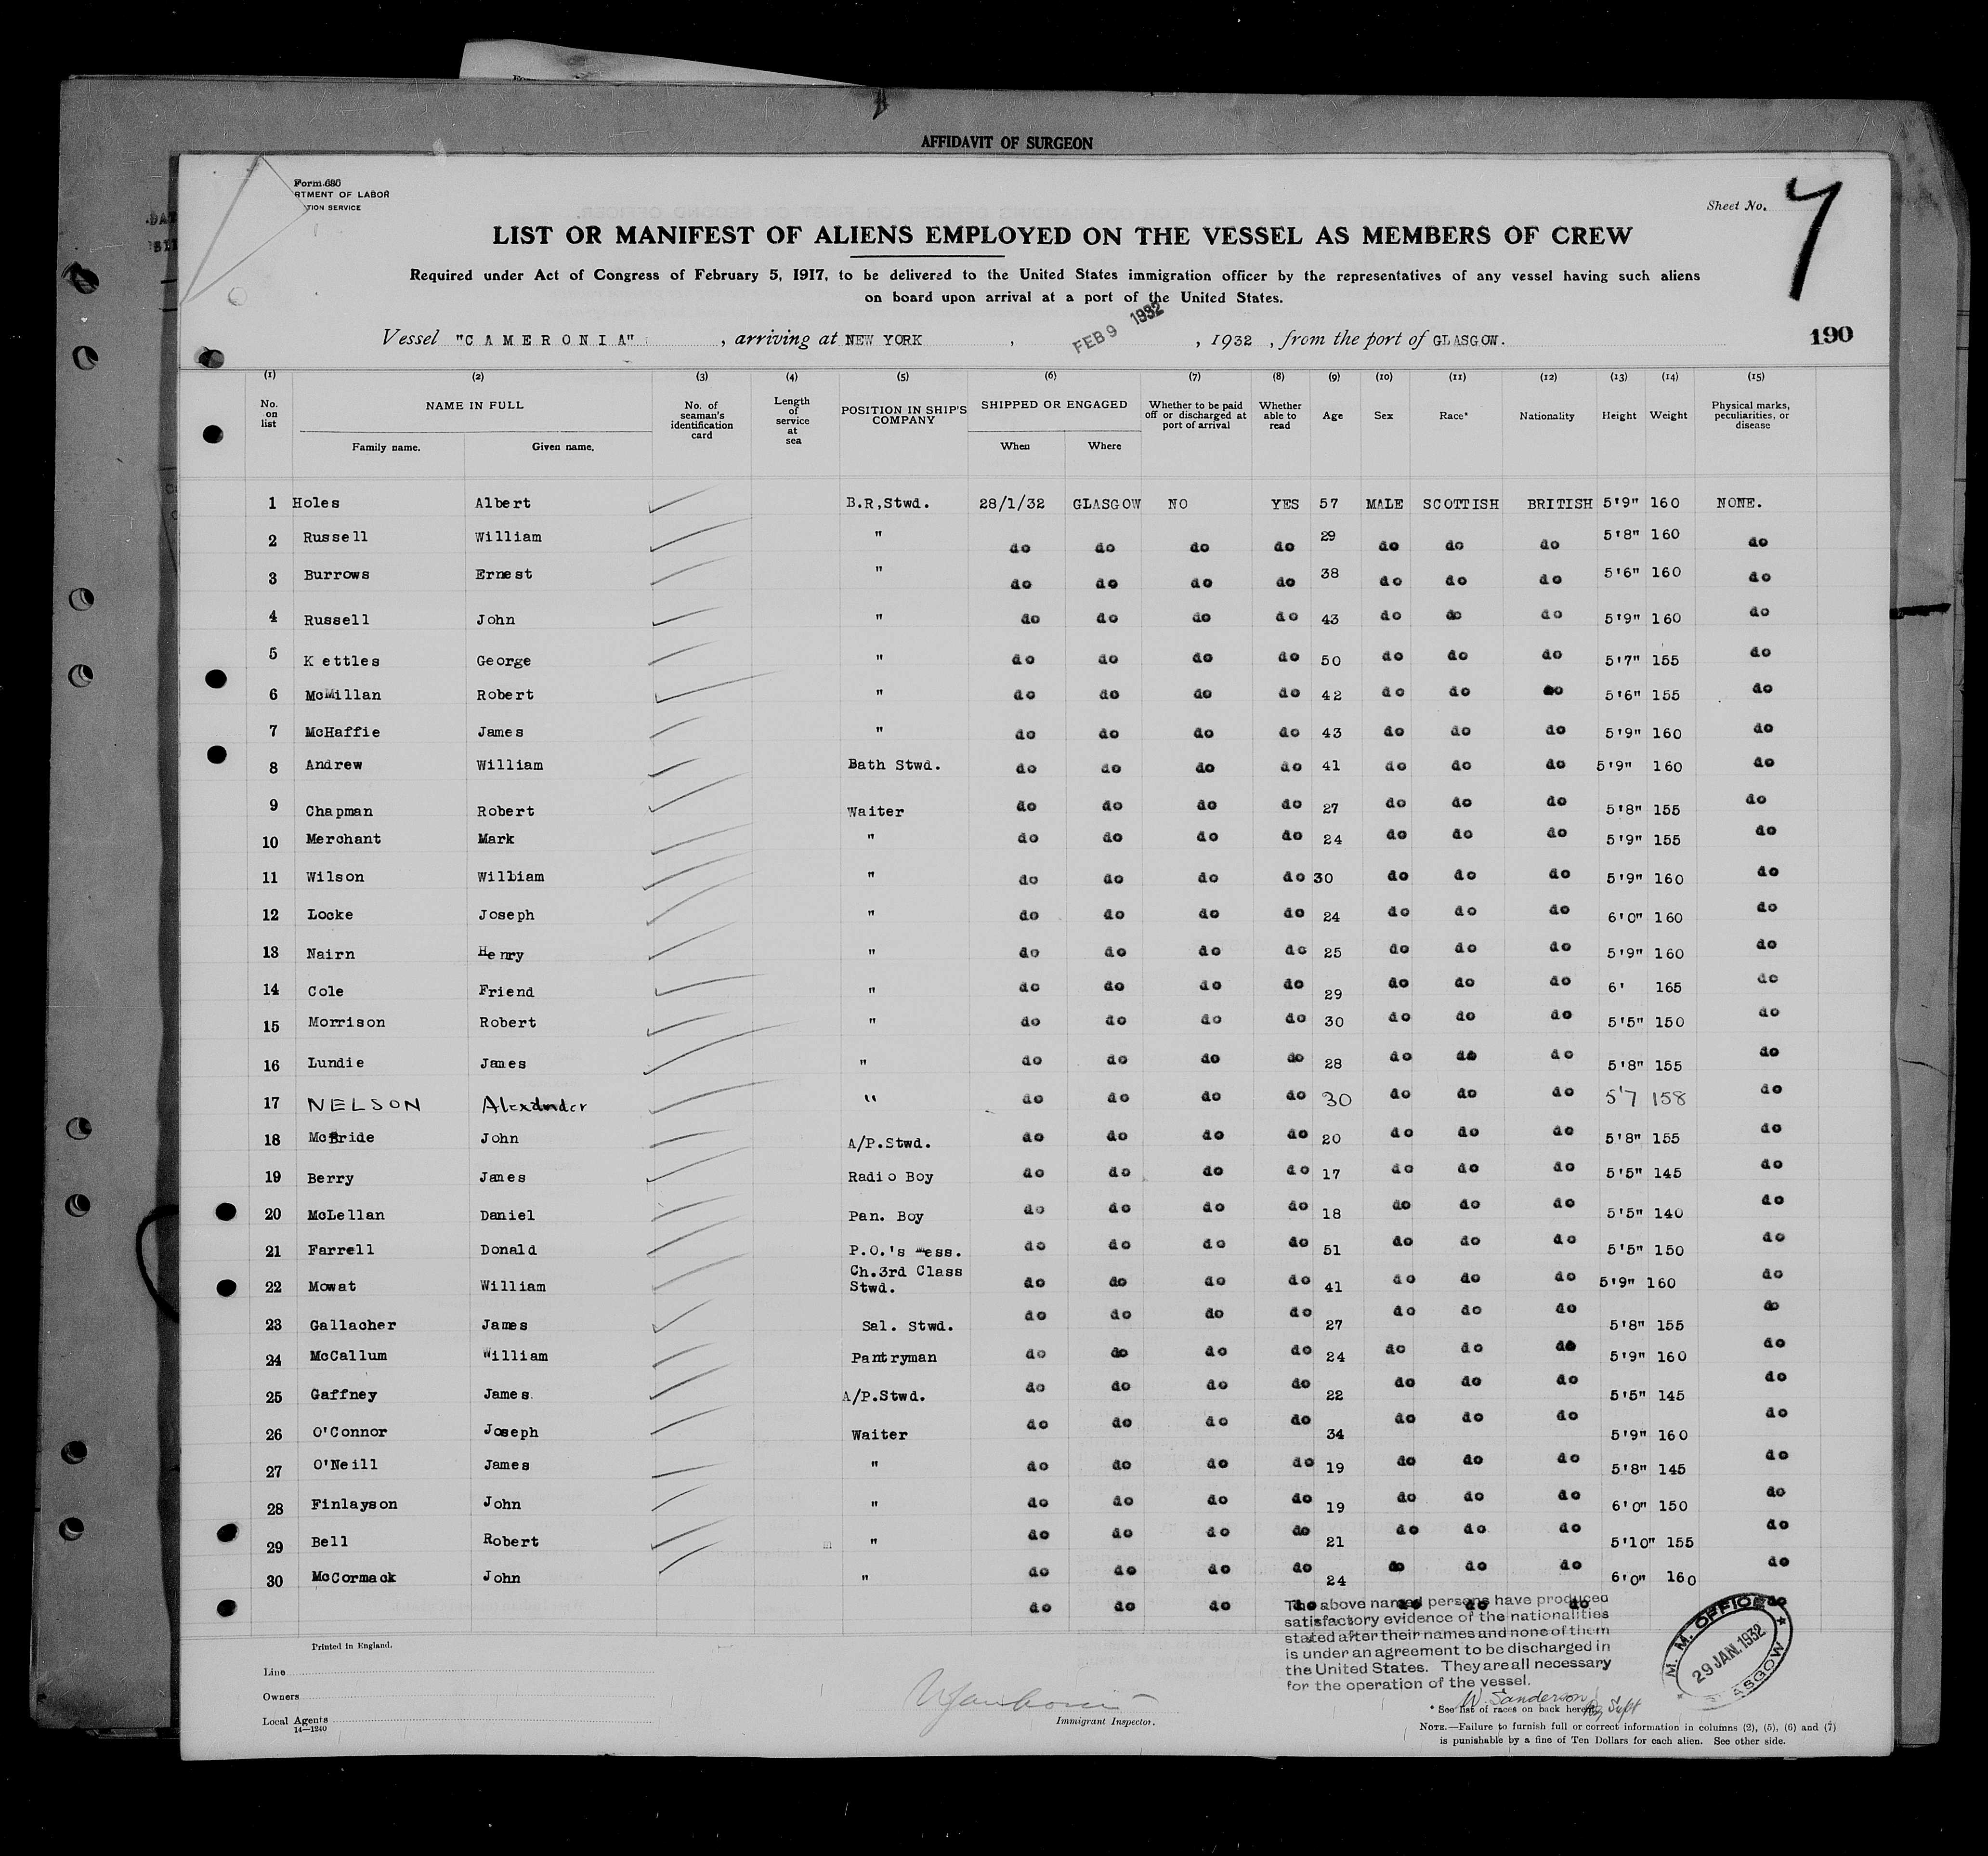 AFFIDAVIT OF SURGEON
Form 686
RTMENT OF LABOR
TION SERVICE
Sheet No. 7
LIST OR MANIFEST OF ALIENS EMPLOYED ON THE VESSEL AS MEMBERS OF CREW
Required under Act of Congress of February 5, 1917, to be delivered to the United States immigration officer by the representatives of any vessel having such aliens
on board upon arrival at a port of the United States.
Vessel "CAMERONIA", arriving at NEW YORK, FEB 9 1932, 1932, from the port of GLASGOW.
190
(1) (2) (3) (4) (5) (6) (7) (8) (9) (10) (11) (12) (13) (14) (15)
No. on list NAME IN FULL Family name. Given name. No. of seaman's identification card Length of service at sea POSITION IN SHIP'S COMPANY SHIPPED OR ENGAGED When Where Whether to be paid off or discharged at port of arrival Whether able to read Age Sex Race* Nationality Height Weight Physical marks, peculiarities, or disease
1 Holes Albert B.R,Stwd. 28/1/32 GLASGOW NO YES 57 MALE SCOTTISH BRITISH 5'9" 160 NONE.
2 Russell William " do do do do 29 do do do 5'8" 160 do
3 Burrows Ernest " do do do do 38 do do do 5'6" 160 do
4 Russell John " do do do do 43 do do do 5'9" 160 do
5 K ettles George " do do do do 50 do do do 5'7" 155 do
6 McMillan Robert " do do do do 42 do do do 5'6" 155 do
7 McHaffie James " do do do do 43 do do do 5'9" 160 do
8 Andrew William Bath Stwd. do do do do 41 do do do 5'9" 160 do
9 Chapman Robert Waiter do do do do 27 do do do 5'8" 155 do
10 Merchant Mark " do do do do 24 do do do 5'9" 155 do
11 Wilson William " do do do do 30 do do do 5'9" 160 do
12 Locke Joseph " do do do do 24 do do do 6'0" 160 do
13 Nairn Henry " do do do do 25 do do do 5'9" 160 do
14 Cole Friend " do do do do 29 do do do 6' 165 do
15 Morrison Robert " do do do do 30 do do do 5'5" 150 do
16 Lundie James " do do do do 28 do do do 5'8" 155 do
17 NELSON Alexander " do do do do 30 do do do 5'7 158 do
18 McBride John A/P.Stwd. do do do do 20 do do do 5'8" 155 do
19 Berry James Radio Boy do do do do 17 do do do 5'5" 145 do
20 McLellan Daniel Pan. Boy do do do do 18 do do do 5'5" 140 do
21 Farrell Donald P.O.'s Mess. do do do do 51 do do do 5'5" 150 do
22 Mowat William Ch.3rd Class Stwd. do do do do 41 do do do 5'9" 160 do
23 Gallacher James Sal. Stwd. do do do do 27 do do do 5'8" 155 do
24 McCallum William Pantryman do do do do 24 do do do 5'9" 160 do
25 Gaffney James. A/P.Stwd. do do do do 22 do do do 5'5" 145 do
26 O'Connor Joseph Waiter do do do do 34 do do do 5'9" 160 do
27 O'Neill James " do do do do 19 do do do 5'8" 145 do
28 Finlayson John " do do do do 19 do do do 6'0" 150 do
29 Bell Robert " do do do do 21 do do do 5'10" 155 do
30 McCormack John " do do do do 24 do do do 6'0" 160 do
do do do do do do do do
The above named persons have produced
satisfactory evidence of the nationalities
stated after their names and none of them
is under an agreement to be discharged in
the United States. They are all necessary
for the operation of the vessel.
W. Sanderson
Supt
M. M. OFFICE
29 JAN. 1932
GLASGOW
Printed in England.
Line
Owners
Local Agents
14—1240
Immigrant Inspector.
* See list of races on back hereof.
NOTE.—Failure to furnish full or correct information in columns (2), (5), (6) and (7)
is punishable by a fine of Ten Dollars for each alien. See other side.